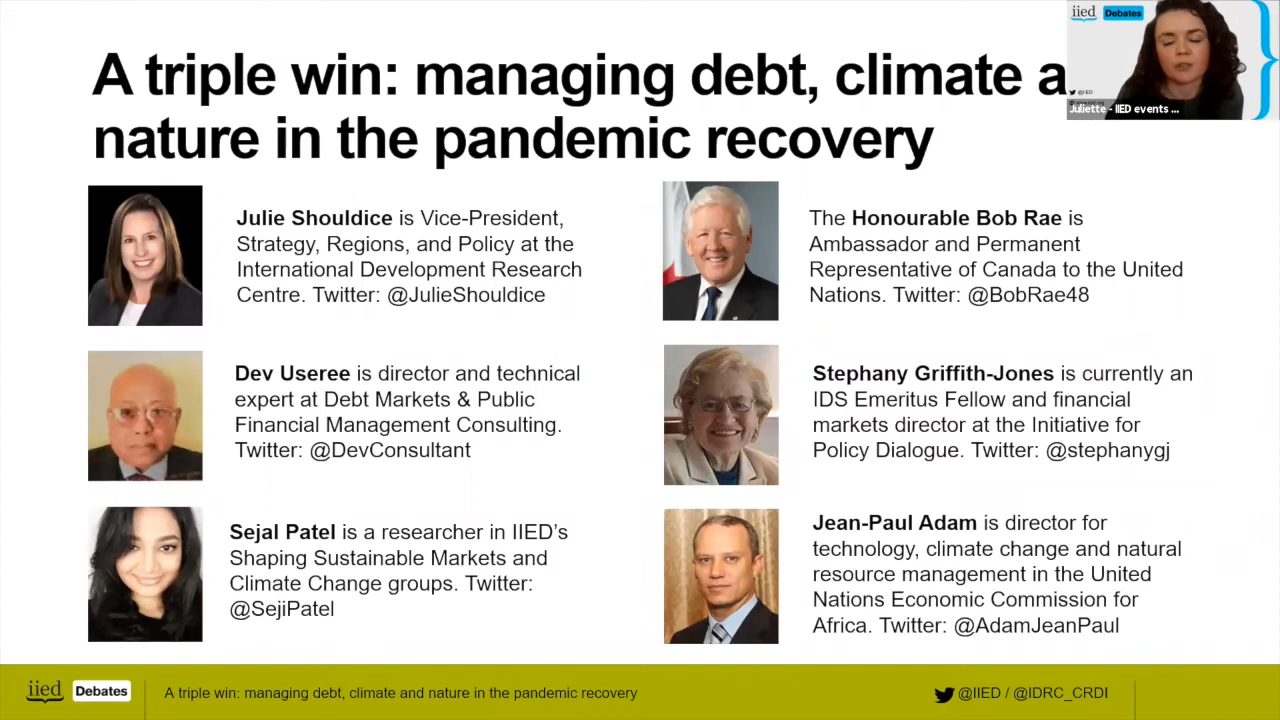 A triple win: managing debt, climate a
nature in the pandemic recovery
iied Debates
@IIED
Juliette - IIED events ...
Julie Shouldice is Vice-President,
Strategy, Regions, and Policy at the
International Development Research
Centre. Twitter: @JulieShouldice
The Honourable Bob Rae is
Ambassador and Permanent
Representative of Canada to the United
Nations. Twitter: @BobRae48
Dev Useree is director and technical
expert at Debt Markets & Public
Financial Management Consulting.
Twitter: @DevConsultant
Stephany Griffith-Jones is currently an
IDS Emeritus Fellow and financial
markets director at the Initiative for
Policy Dialogue. Twitter: @stephanygj
Sejal Patel is a researcher in IIED’s
Shaping Sustainable Markets and
Climate Change groups. Twitter:
@SejiPatel
Jean-Paul Adam is director for
technology, climate change and natural
resource management in the United
Nations Economic Commission for
Africa. Twitter: @AdamJeanPaul
iied Debates
A triple win: managing debt, climate and nature in the pandemic recovery
@IIED / @IDRC_CRDI